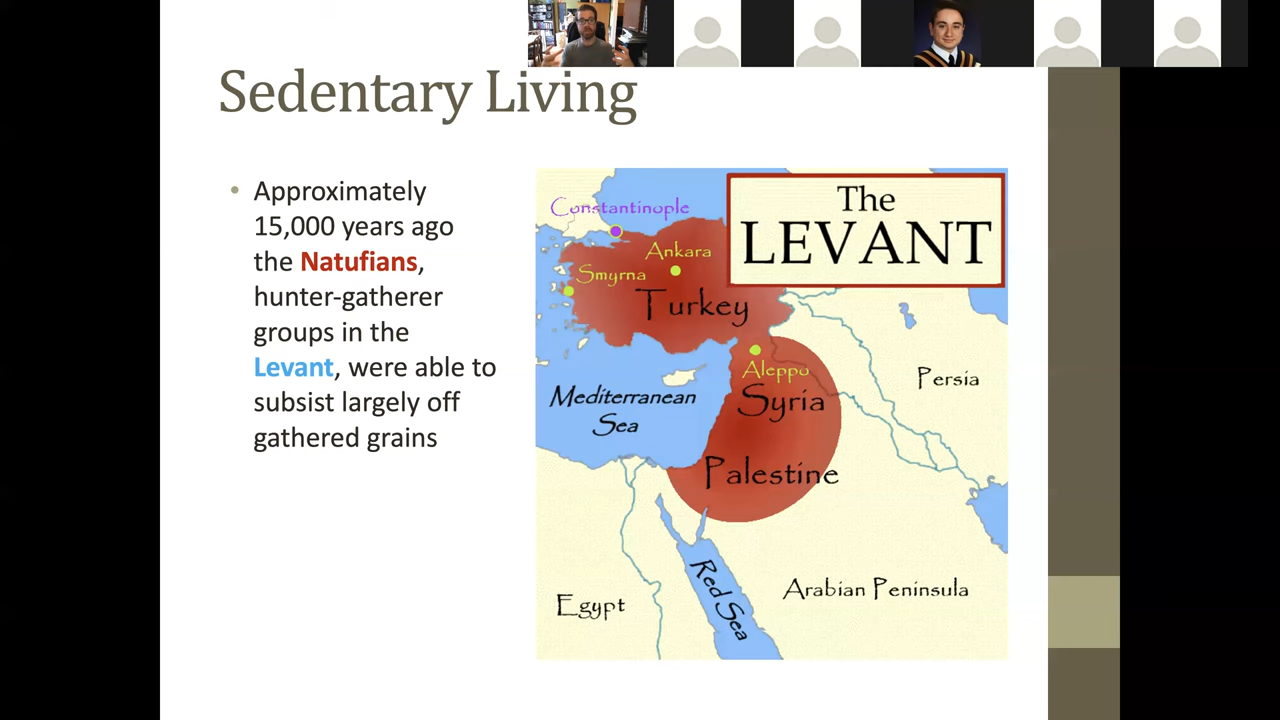 Sedentary Living
• Approximately
15,000 years ago
the Natufians,
hunter-gatherer
groups in the
Levant, were able to
subsist largely off
gathered grains
The
LEVANT
Constantinople
Ankara
Smyrna
Turkey
Aleppo
Syria
Persia
Mediterranean
Sea
Palestine
Egypt
Red Sea
Arabian Peninsula